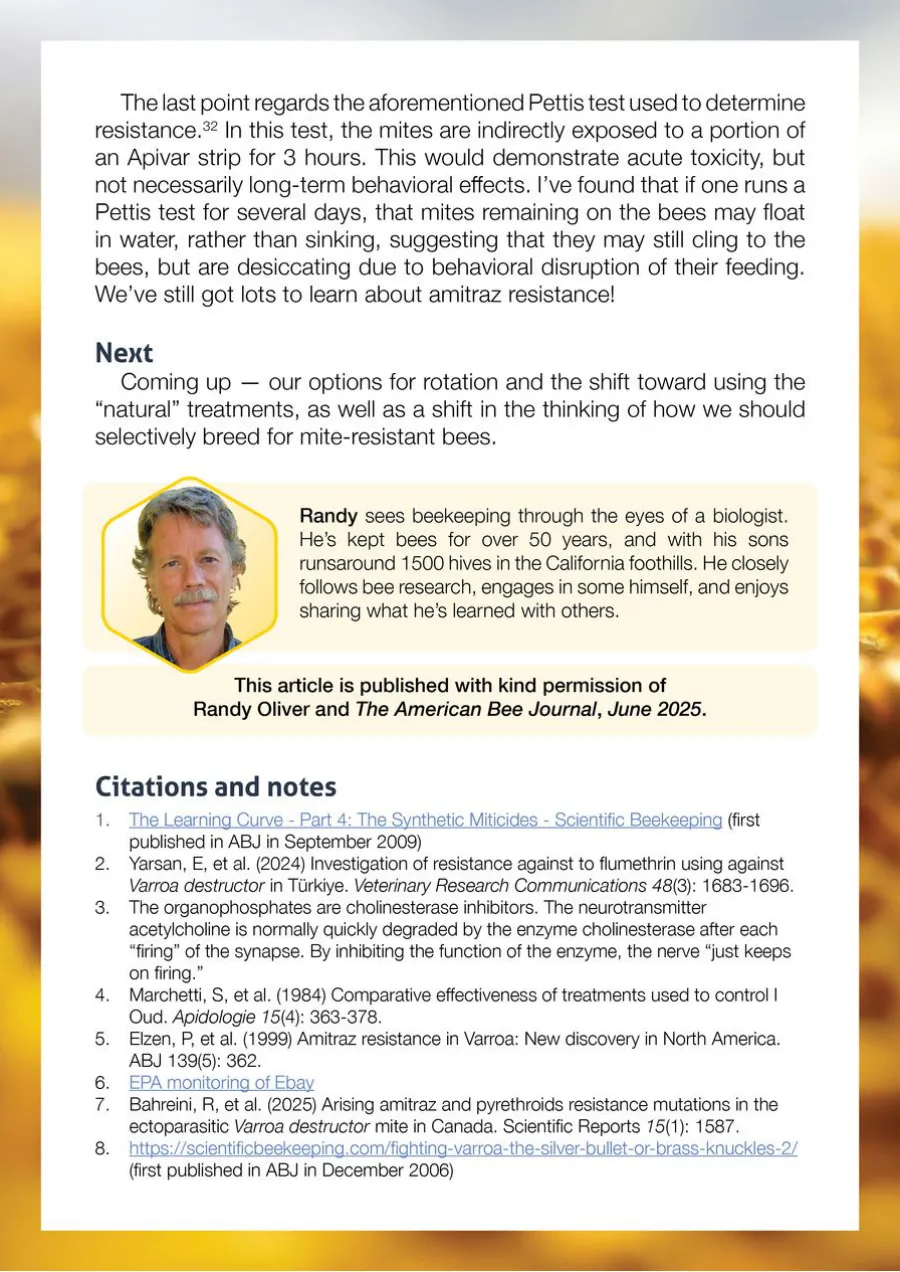 The last point regards the aforementioned Pettis test used to determine
resistance.³² In this test, the mites are indirectly exposed to a portion of
an Apivar strip for 3 hours. This would demonstrate acute toxicity, but
not necessarily long-term behavioral effects. I’ve found that if one runs a
Pettis test for several days, that mites remaining on the bees may float
in water, rather than sinking, suggesting that they may still cling to the
bees, but are desiccating due to behavioral disruption of their feeding.
We’ve still got lots to learn about amitraz resistance!
Next
Coming up — our options for rotation and the shift toward using the
“natural” treatments, as well as a shift in the thinking of how we should
selectively breed for mite-resistant bees.
Randy sees beekeeping through the eyes of a biologist.
He’s kept bees for over 50 years, and with his sons
runsaround 1500 hives in the California foothills. He closely
follows bee research, engages in some himself, and enjoys
sharing what he’s learned with others.
This article is published with kind permission of
Randy Oliver and The American Bee Journal, June 2025.
Citations and notes
1. The Learning Curve - Part 4: The Synthetic Miticides - Scientific Beekeeping (first
published in ABJ in September 2009)
2. Yarsan, E, et al. (2024) Investigation of resistance against to flumethrin using against
Varroa destructor in Türkiye. Veterinary Research Communications 48(3): 1683-1696.
3. The organophosphates are cholinesterase inhibitors. The neurotransmitter
acetylcholine is normally quickly degraded by the enzyme cholinesterase after each
“firing” of the synapse. By inhibiting the function of the enzyme, the nerve “just keeps
on firing.”
4. Marchetti, S, et al. (1984) Comparative effectiveness of treatments used to control I
Oud. Apidologie 15(4): 363-378.
5. Elzen, P, et al. (1999) Amitraz resistance in Varroa: New discovery in North America.
ABJ 139(5): 362.
6. EPA monitoring of Ebay
7. Bahreini, R, et al. (2025) Arising amitraz and pyrethroids resistance mutations in the
ectoparasitic Varroa destructor mite in Canada. Scientific Reports 15(1): 1587.
8. https://scientificbeekeeping.com/fighting-varroa-the-silver-bullet-or-brass-knuckles-2/
(first published in ABJ in December 2006)